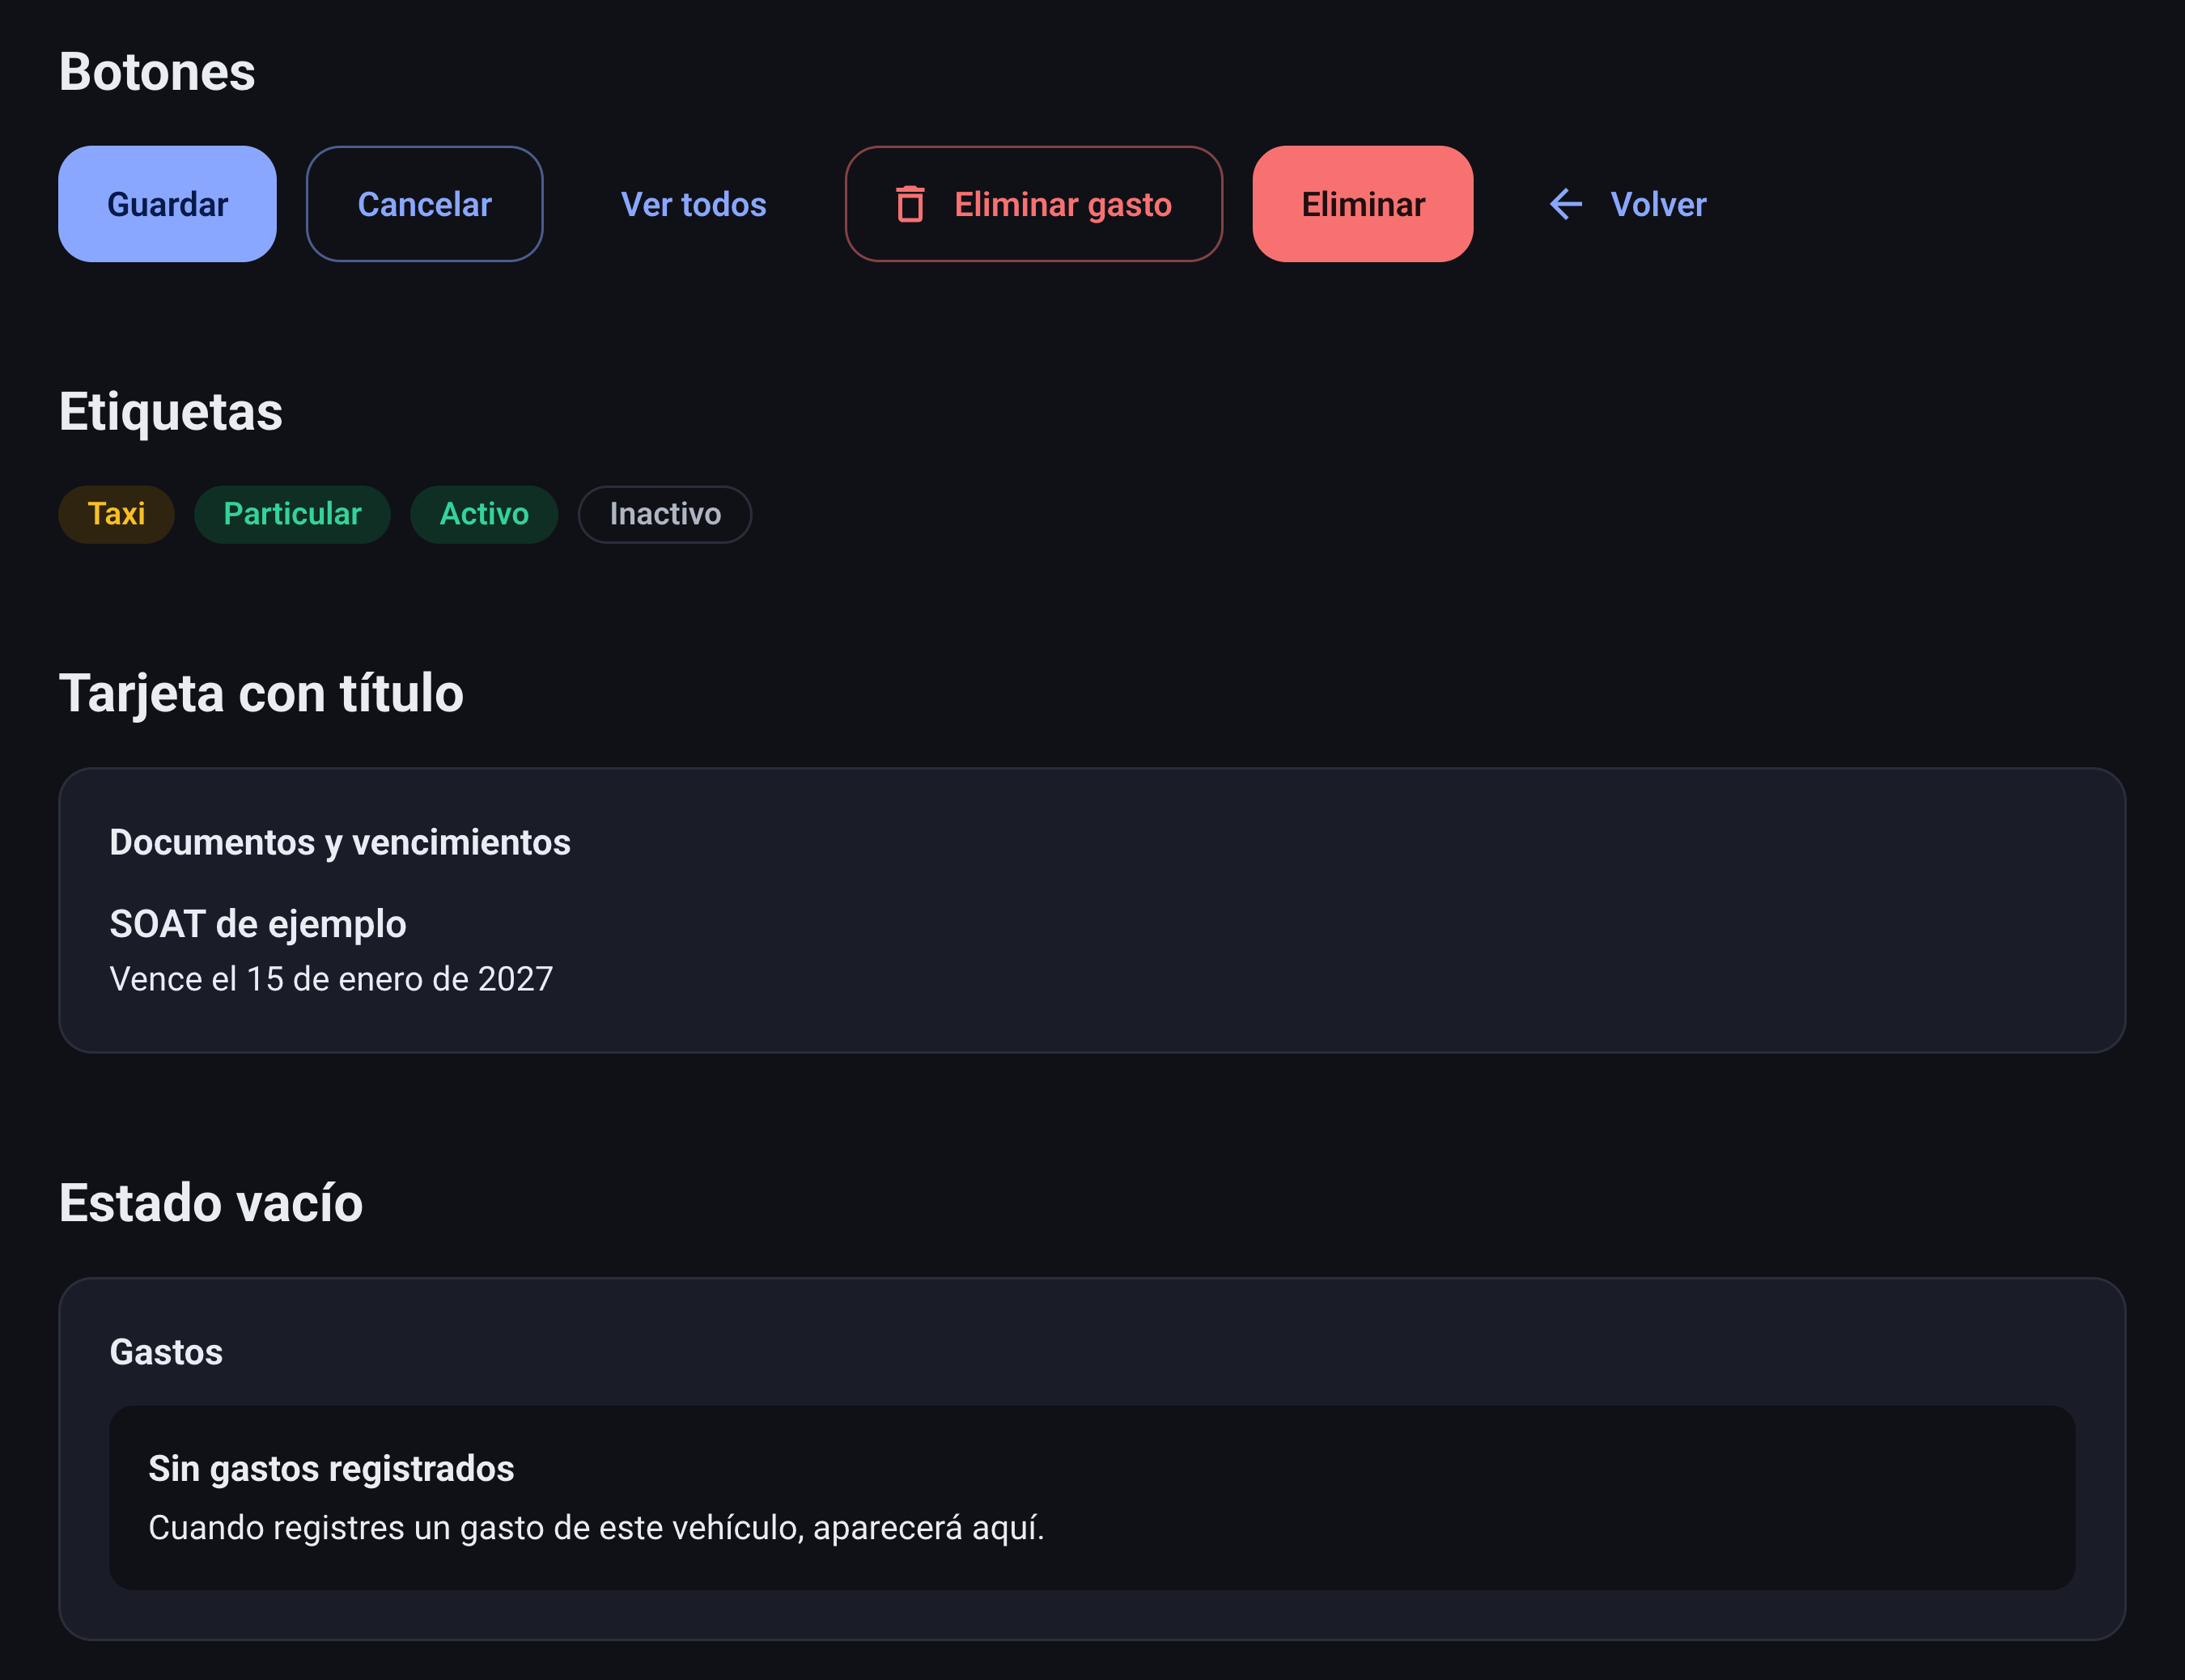 Botones
Guardar Cancelar Ver todos Eliminar gasto Eliminar Volver
Etiquetas
Taxi Particular Activo Inactivo
Tarjeta con título
Documentos y vencimientos
SOAT de ejemplo
Vence el 15 de enero de 2027
Estado vacío
Gastos
Sin gastos registrados
Cuando registres un gasto de este vehículo, aparecerá aquí.